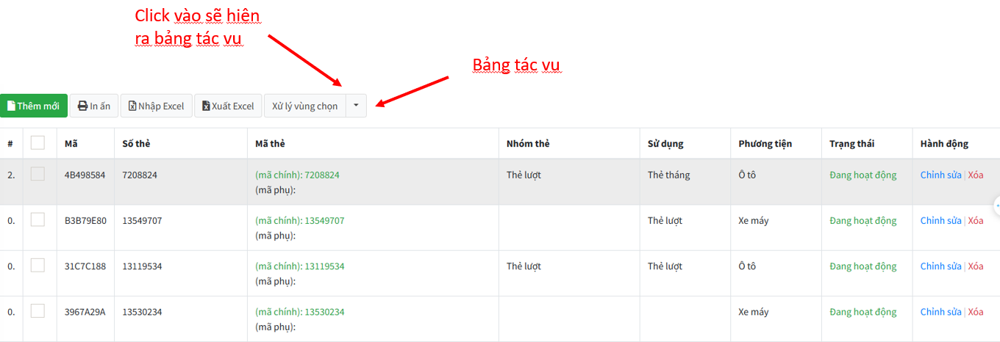 Click vào sẽ hiên
ra bảng tác vu
Bảng tác vu
Thêm mới In ấn Nhập Excel Xuất Excel Xử lý vùng chọn
# Mã Số thẻ Mã thẻ Nhóm thẻ Sử dụng Phương tiện Trạng thái Hành động
2. 4B498584 7208824 (mã chính): 7208824 Thẻ lượt Thẻ tháng Ô tô Đang hoạt động Chỉnh sửa | Xóa
(mã phụ):
0. B3B79E80 13549707 (mã chính): 13549707 Thẻ lượt Xe máy Đang hoạt động Chỉnh sửa | Xóa
(mã phụ):
0. 31C7C188 13119534 (mã chính): 13119534 Thẻ lượt Thẻ lượt Ô tô Đang hoạt động Chỉnh sửa | Xóa
(mã phụ):
0. 3967A29A 13530234 (mã chính): 13530234 Xe máy Đang hoạt động Chỉnh sửa | Xóa
(mã phụ):